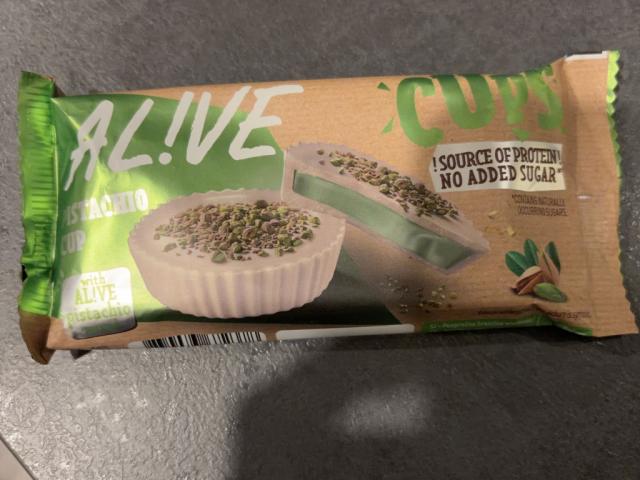 AL!VE
CUPS
!SOURCE OF PROTEIN!
NO ADDED SUGAR*
*CONTAINS NATURALLY
OCCURRING SUGARS.
PISTACHIO
CUP
with
AL!VE
pistachio